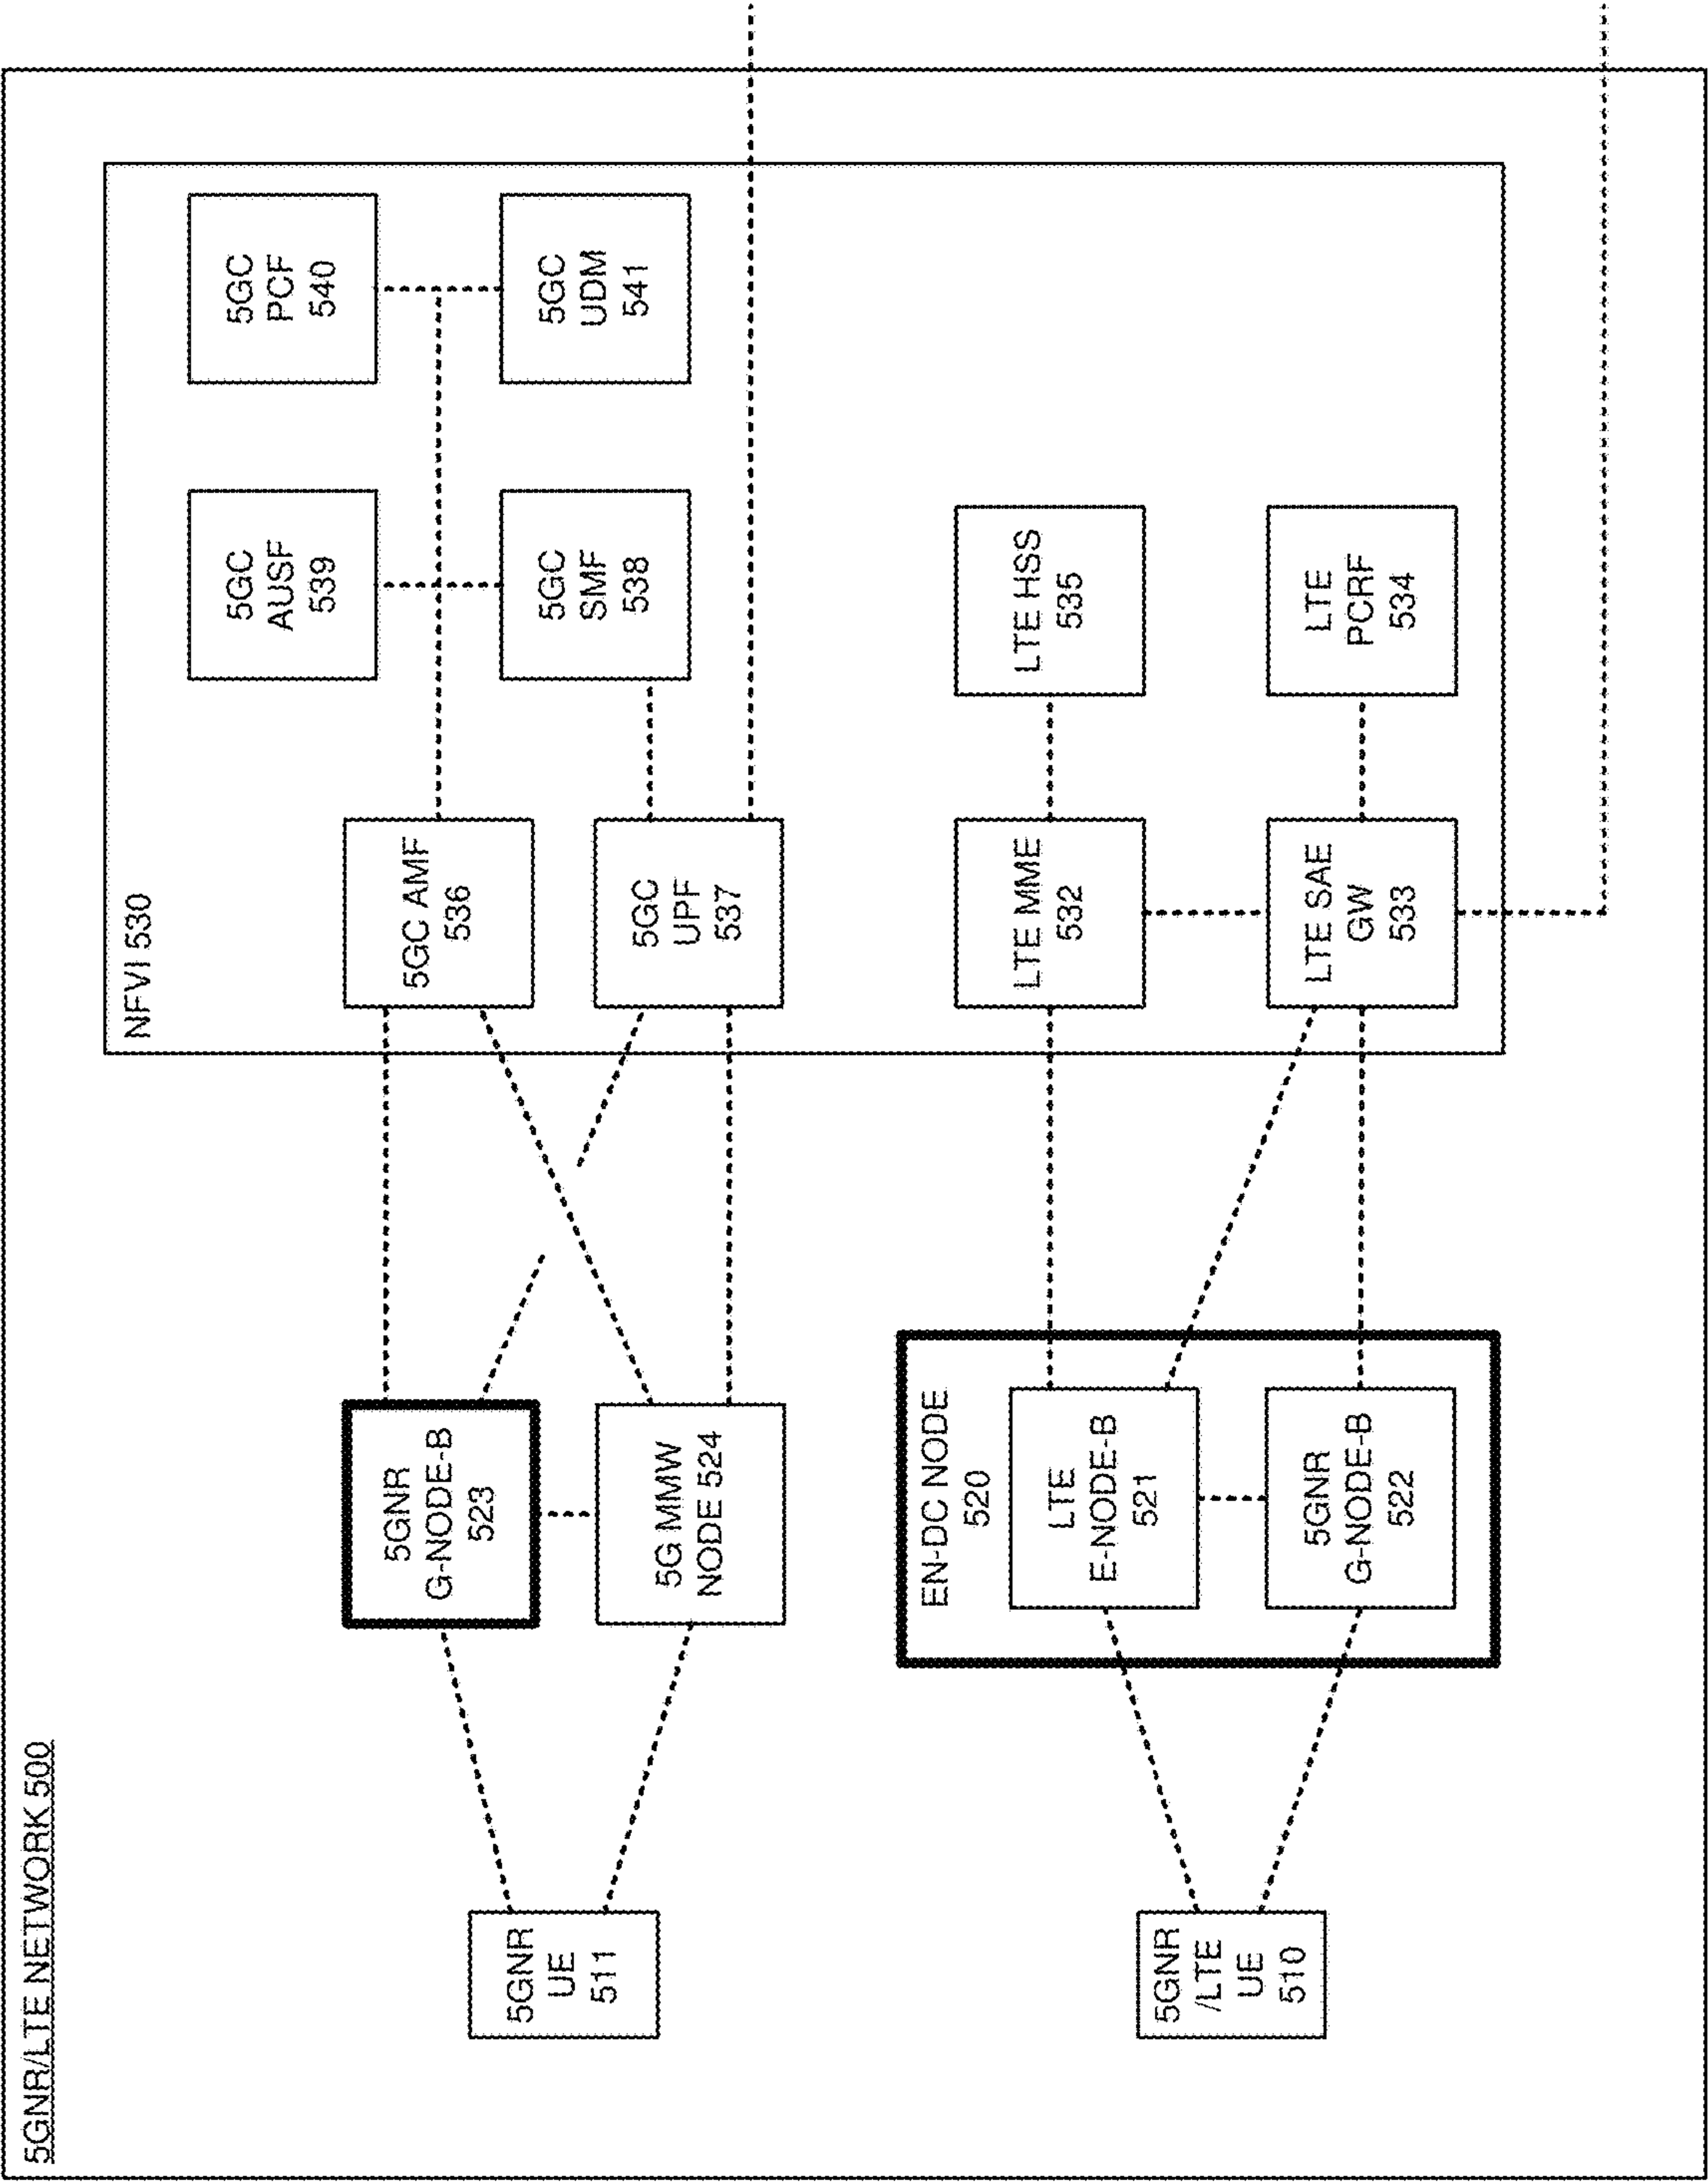 5GNR/LTE NETWORK 500
5GNR
UE
511
5GNR
G-NODE-B
523
5G MMW
NODE 524
NFVI 530
5GC AMF
536
5GC
UPF
537
5GC
AUSF
539
5GC
SMF
538
5GC
PCF
540
5GC
UDM
541
5GNR
/LTE
UE
510
EN-DC NODE
520
LTE
E-NODE-B
521
5GNR
G-NODE-B
522
LTE MME
532
LTE SAE
GW
533
LTE HSS
535
LTE
PCRF
534